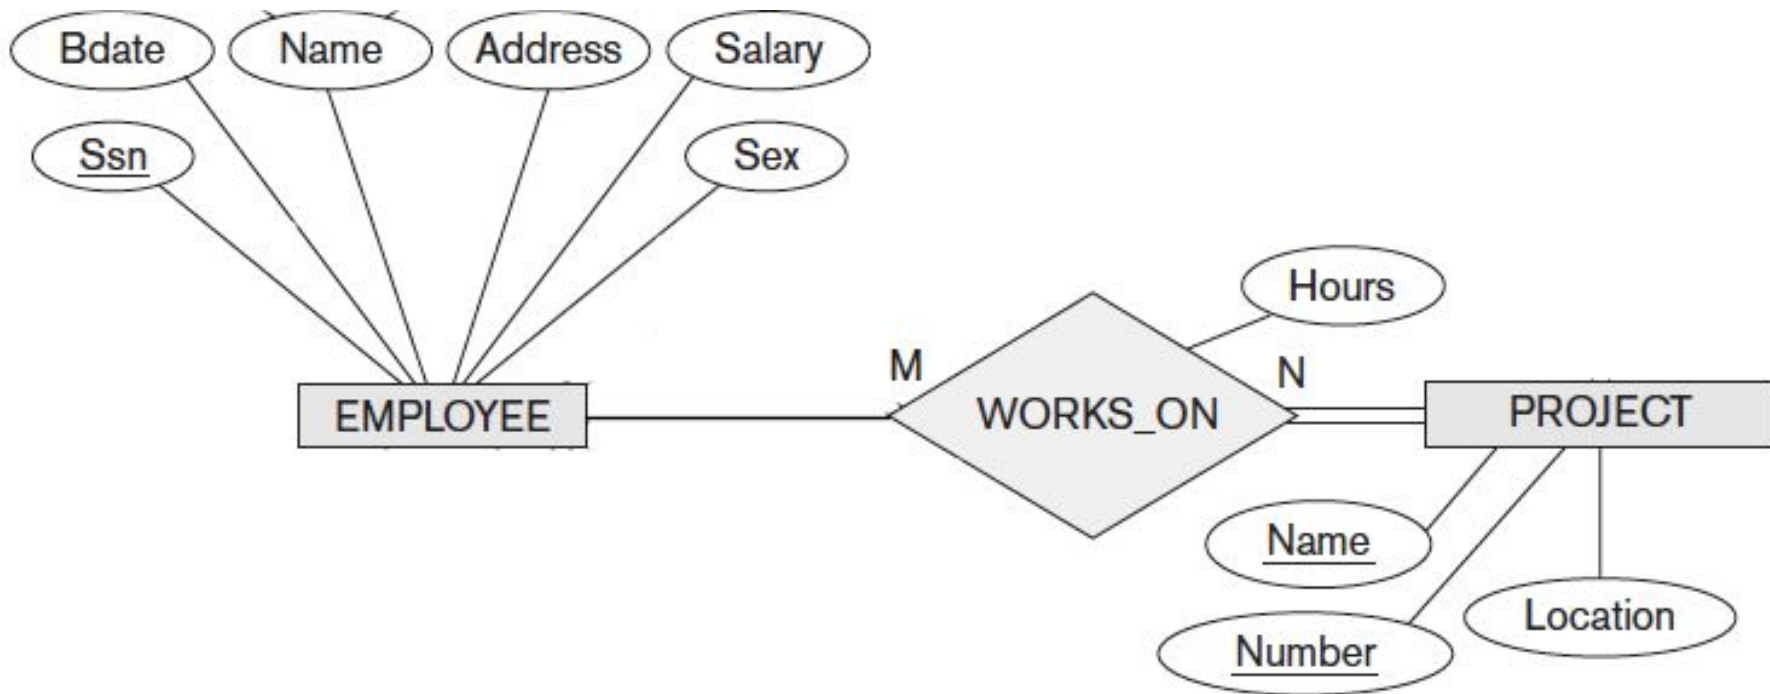 Bdate
Name
Address
Salary
Ssn
Sex
Hours
M
N
EMPLOYEE
WORKS_ON
PROJECT
Name
Location
Number